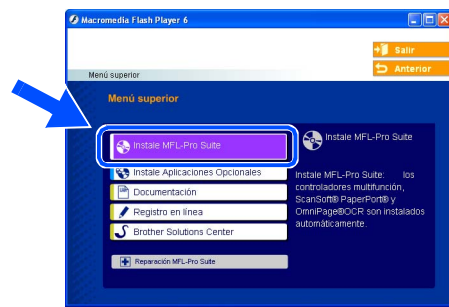 Macromedia Flash Player 6
Salir
Anterior
Menú superior
Menú superior
Instale MFL-Pro Suite
Instale Aplicaciones Opcionales
Documentación
Registro en línea
Brother Solutions Center
Reparación MFL-Pro Suite
Instale MFL-Pro Suite
Instale MFL-Pro Suite: los
controladores multifunción,
ScanSoft® PaperPort® y
OmniPage®OCR son instalados
automáticamente.